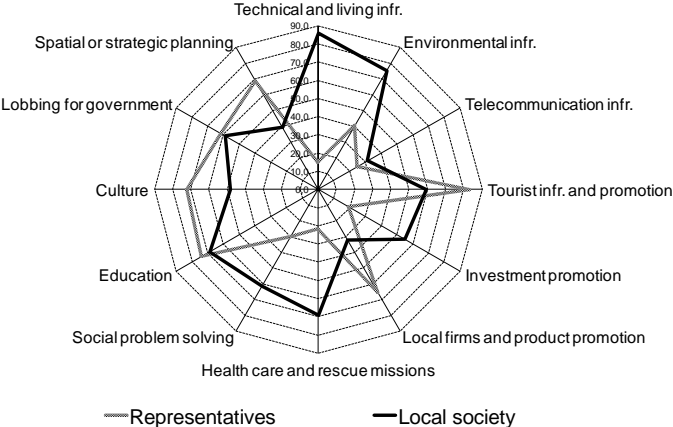 Technical and living infr.
90,0
80,0
70,0
60,0
50,0
40,0
30,0
20,0
10,0
0,0
Environmental infr.
Telecommunication infr.
Tourist infr. and promotion
Investment promotion
Local firms and product promotion
Health care and rescue missions
Social problem solving
Education
Culture
Lobbing for government
Spatial or strategic planning
Representatives
Local society